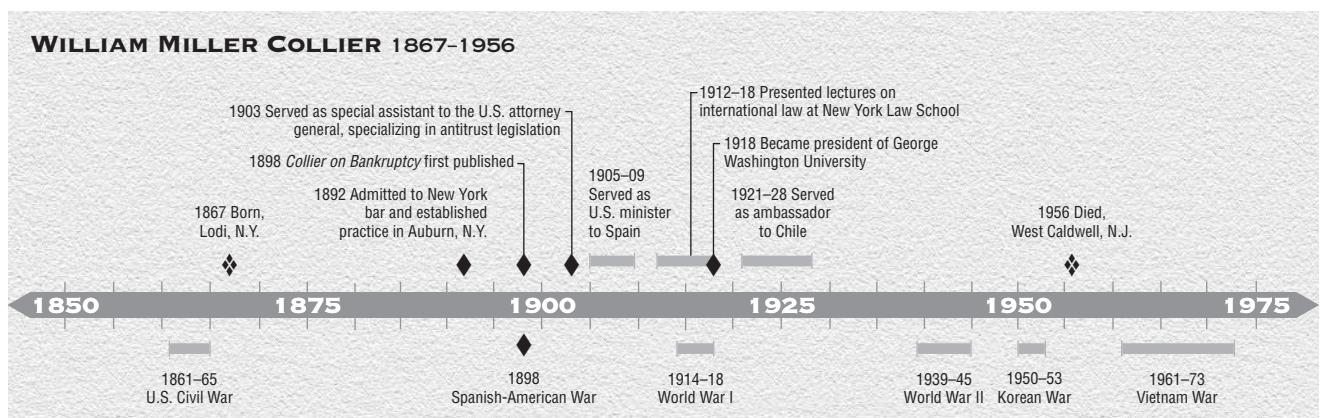 WILLIAM MILLER COLLIER 1867–1956
1912–18 Presented lectures on
international law at New York Law School
1903 Served as special assistant to the U.S. attorney
general, specializing in antitrust legislation
1918 Became president of George
Washington University
1898 Collier on Bankruptcy first published
1905–09
Served as
U.S. minister
to Spain
1892 Admitted to New York
bar and established
practice in Auburn, N.Y.
1921–28 Served
as ambassador
to Chile
1867 Born,
Lodi, N.Y.
1956 Died,
West Caldwell, N.J.
1850 1875 1900 1925 1950 1975
1861–65
U.S. Civil War
1898
Spanish-American War
1914–18
World War I
1939–45
World War II
1950–53
Korean War
1961–73
Vietnam War